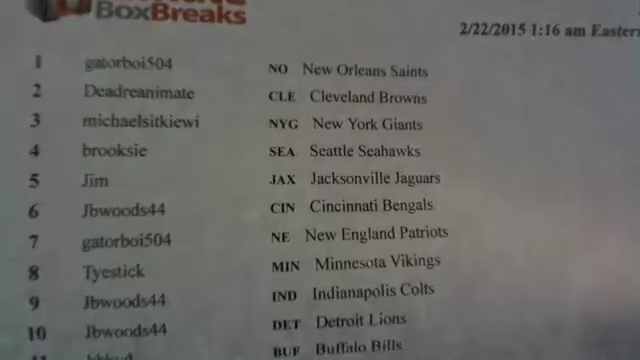 BoxBreaks
2/22/2015 1:16 am Eastern
1 gatorboi504 NO New Orleans Saints
2 Deadreanimate CLE Cleveland Browns
3 michaelsitkiewi NYG New York Giants
4 brooksie SEA Seattle Seahawks
5 Jim JAX Jacksonville Jaguars
6 Jbwoods44 CIN Cincinnati Bengals
7 gatorboi504 NE New England Patriots
8 Tyestick MIN Minnesota Vikings
9 Jbwoods44 IND Indianapolis Colts
10 Jbwoods44 DET Detroit Lions
11 BUF Buffalo Bills